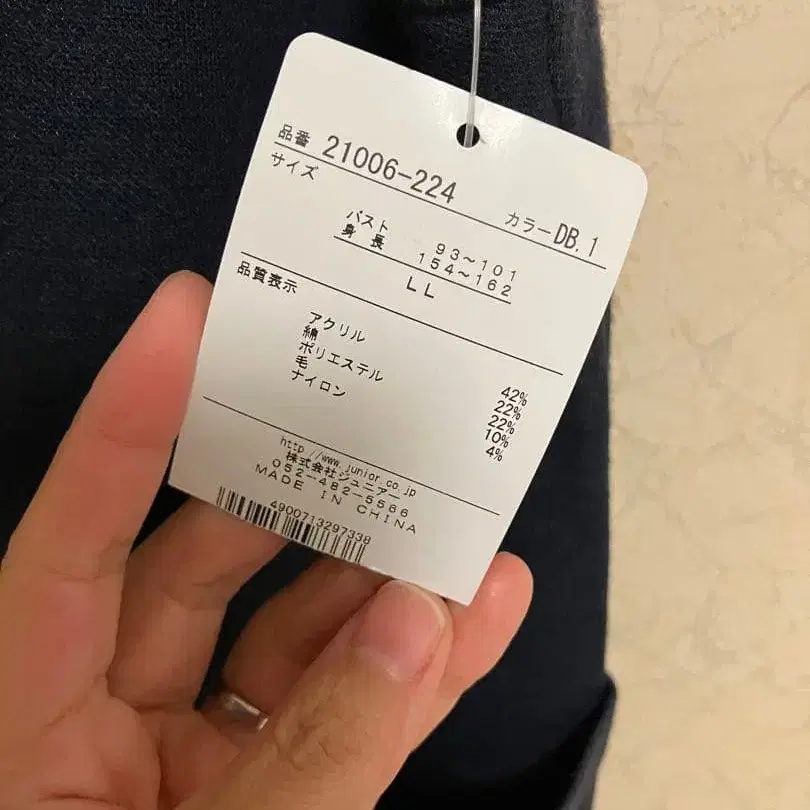 品番 21006-224 カラーDB.1
サイズ
バスト 93～101
身長 154～162
LL
品質表示
アクリル 42%
綿 22%
ポリエステル 22%
毛 10%
ナイロン 4%
http://www.junior.co.jp
株式会社ジュニアー
052-482-5566
MADE IN CHINA
4900713297338